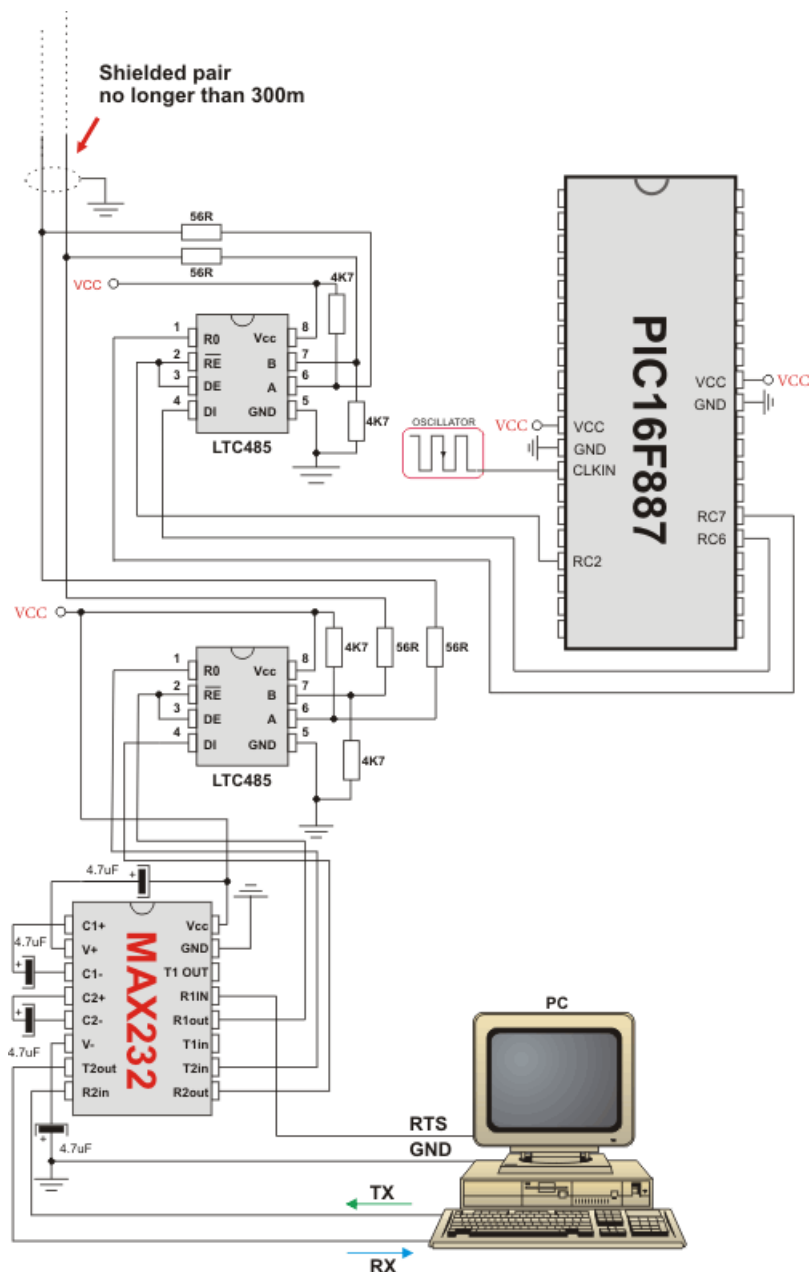 Shielded pair
no longer than 300m
56R
56R
4K7
VCC
1 R0 Vcc 8
2 RE B 7
3 DE A 6
4 DI GND 5
4K7
LTC485
OSCILLATOR
PIC16F887
VCC
GND
VCC
VCC
VCC
GND
CLKIN
RC7
RC6
RC2
VCC
4K7
56R
56R
1 R0 Vcc 8
2 RE B 7
3 DE A 6
4 DI GND 5
4K7
LTC485
4.7uF
+
MAX232
C1+ Vcc
V+ GND
C1- T1 OUT
C2+ R1IN
C2- R1out
V- T1in
T2out T2in
R2in R2out
4.7uF
+
+
4.7uF
+
4.7uF
PC
RTS
GND
TX
RX